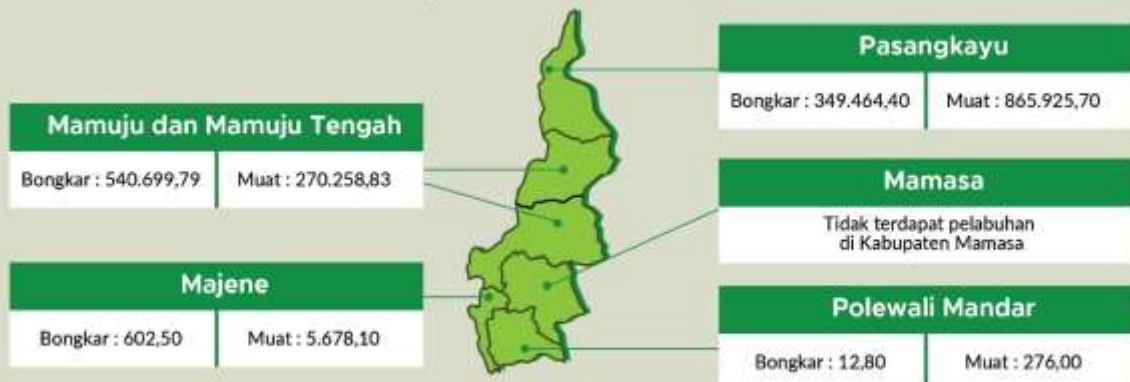 Pasangkayu
Bongkar : 349.464,40
Muat : 865.925,70
Mamuju dan Mamuju Tengah
Bongkar : 540.699,79
Muat : 270.258,83
Mamasa
Tidak terdapat pelabuhan
di Kabupaten Mamasa
Majene
Bongkar : 602,50
Muat : 5.678,10
Polewali Mandar
Bongkar : 12,80
Muat : 276,00